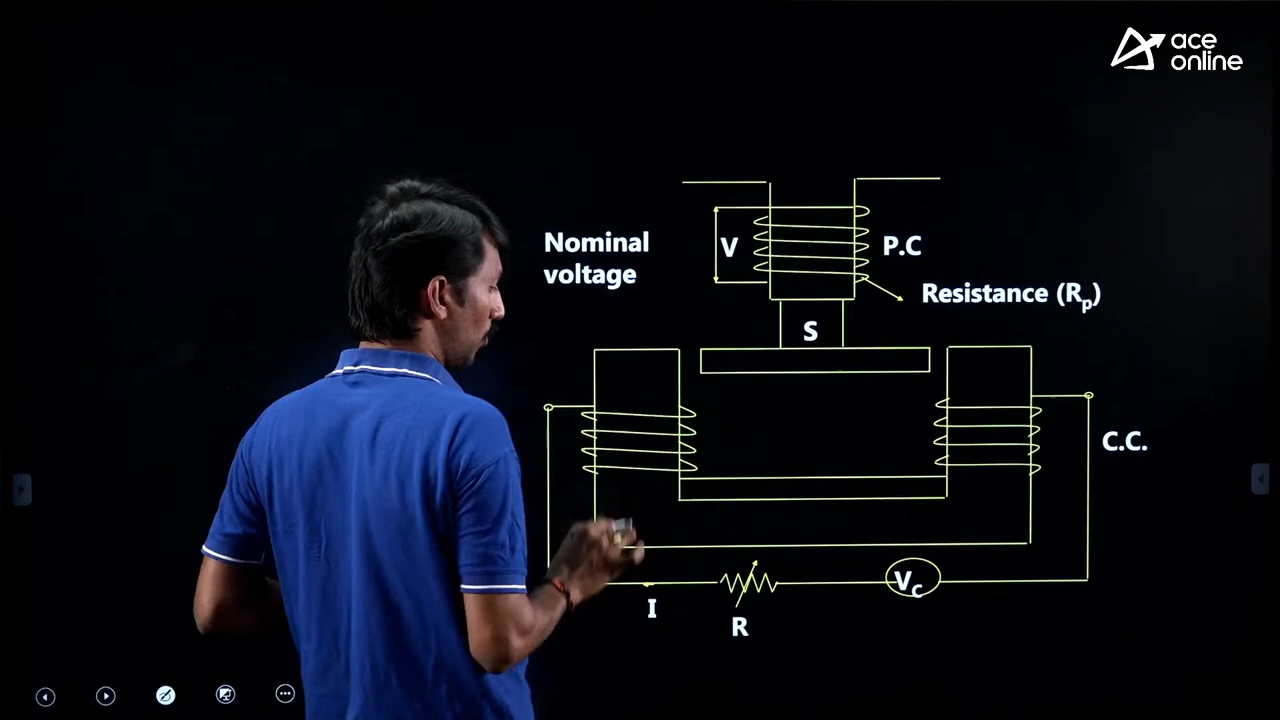 ace
online
Nominal
voltage
V
P.C
Resistance (Rp)
S
C.C.
Vc
I
R